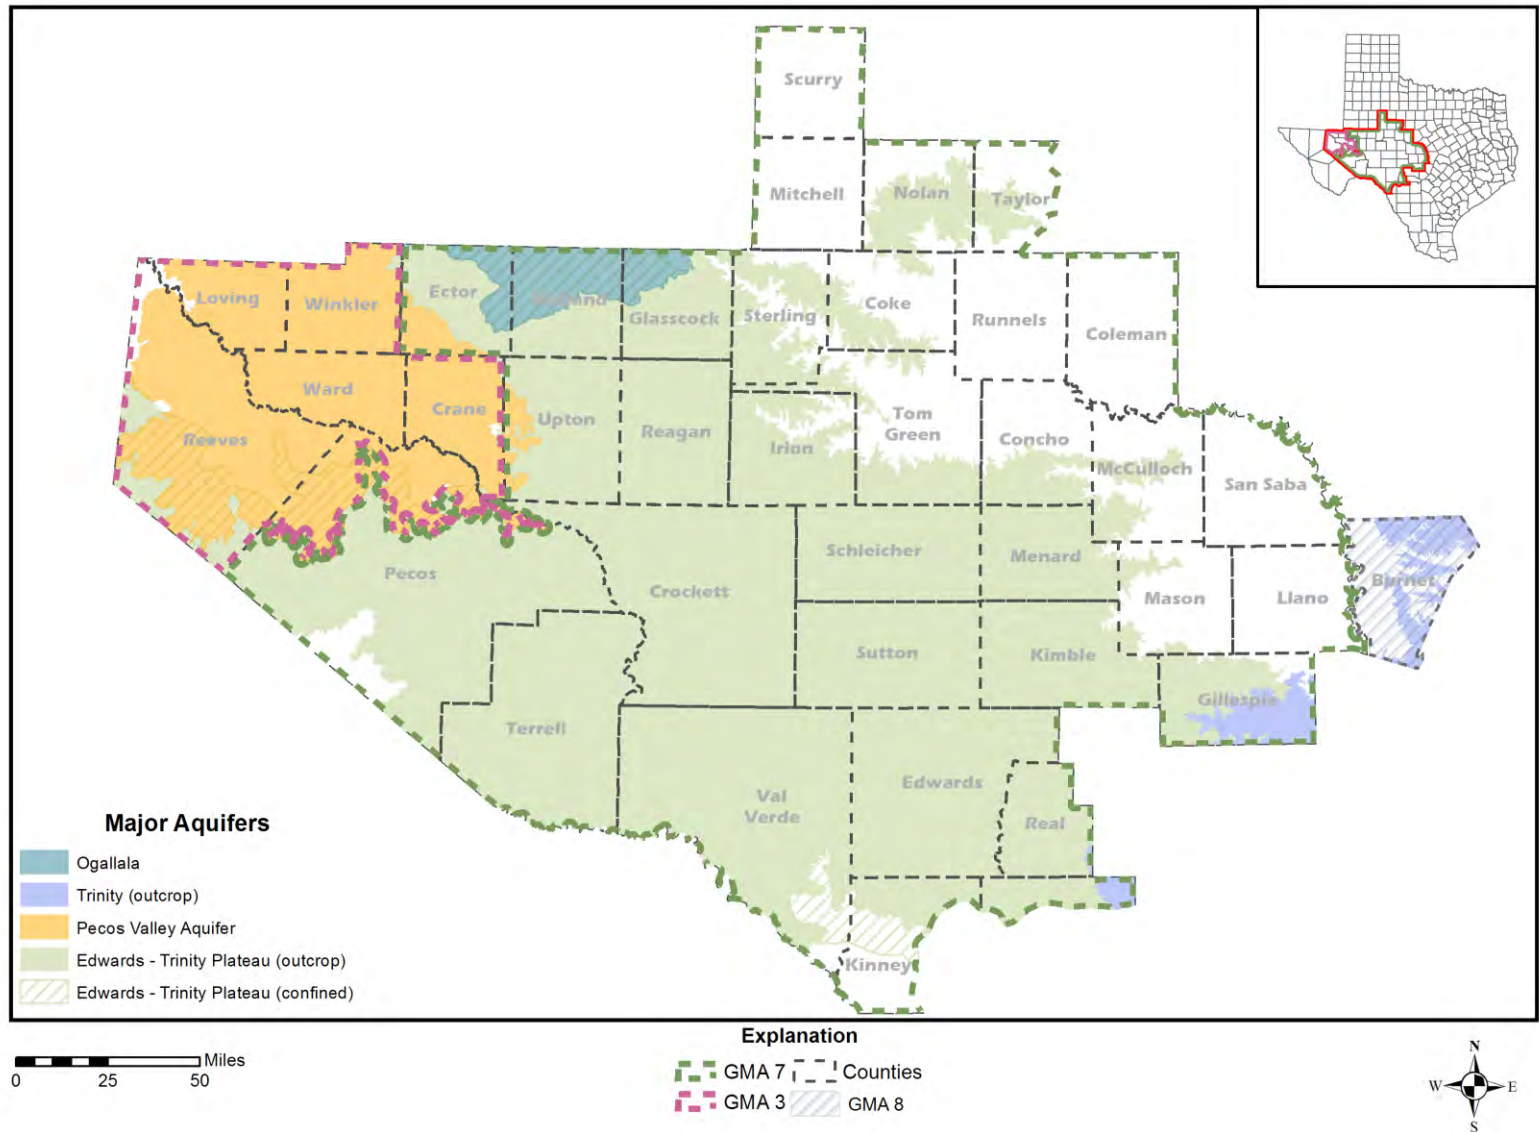 Scurry
Mitchell
Nolan
Taylor
Loving
Winkler
Ector
Midland
Glasscock
Sterling
Coke
Runnels
Coleman
Ward
Crane
Upton
Reagan
Irion
Tom
Green
Concho
McCulloch
San Saba
Reeves
Pecos
Crockett
Schleicher
Menard
Mason
Llano
Burnet
Sutton
Kimble
Gillespie
Terrell
Val
Verde
Edwards
Real
Kinney
Major Aquifers
Ogallala
Trinity (outcrop)
Pecos Valley Aquifer
Edwards - Trinity Plateau (outcrop)
Edwards - Trinity Plateau (confined)
Explanation
GMA 7
Counties
GMA 3
GMA 8
Miles
0 25 50
N
W E
S